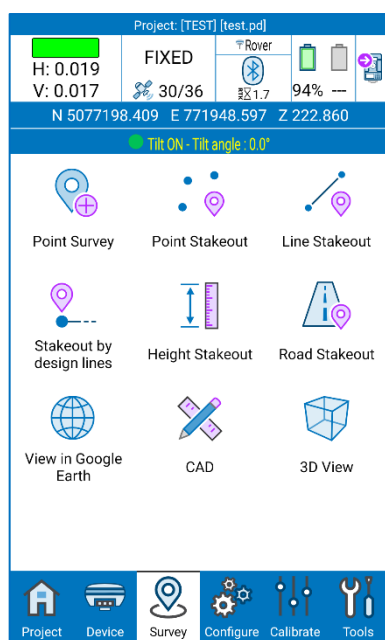 Project: [TEST] [test.pd]
H: 0.019
V: 0.017
FIXED
30/36
Rover
1.7
94% ---
N 5077198.409 E 771948.597 Z 222.860
Tilt ON - Tilt angle : 0.0°
Point Survey
Point Stakeout
Line Stakeout
Stakeout by
design lines
Height Stakeout
Road Stakeout
View in Google
Earth
CAD
3D View
Project
Device
Survey
Configure
Calibrate
Tools